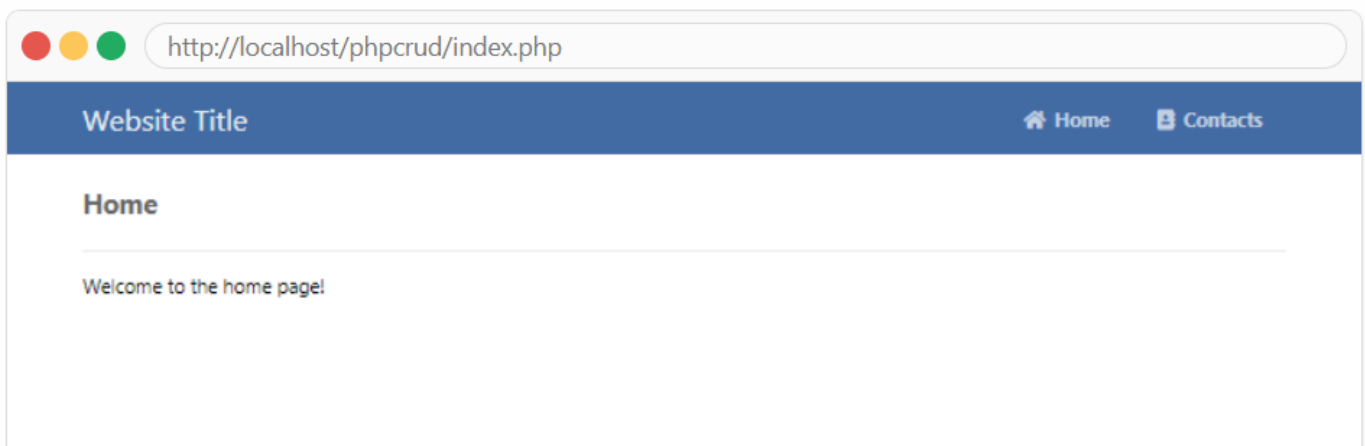 http://localhost/phpcrud/index.php
Website Title Home Contacts
Home
Welcome to the home page!